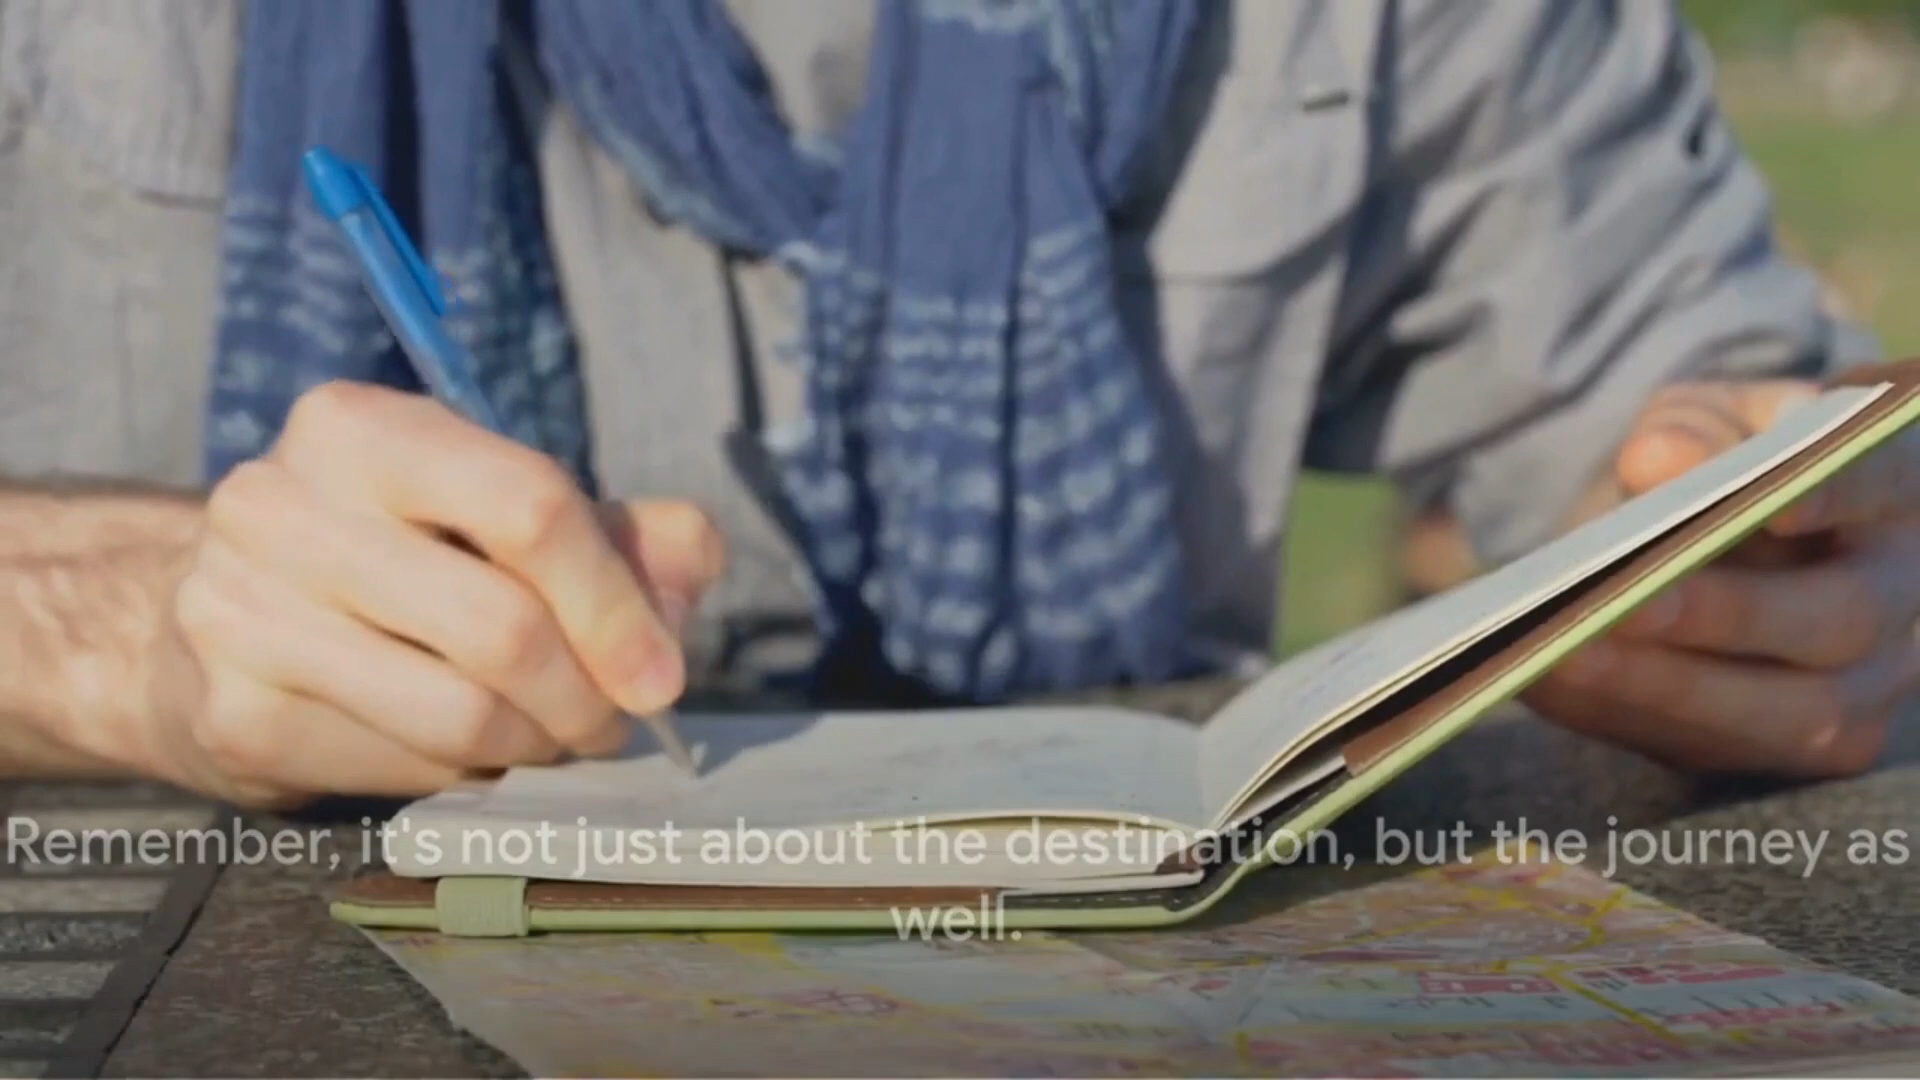 Remember, it's not just about the destination, but the journey as
well.